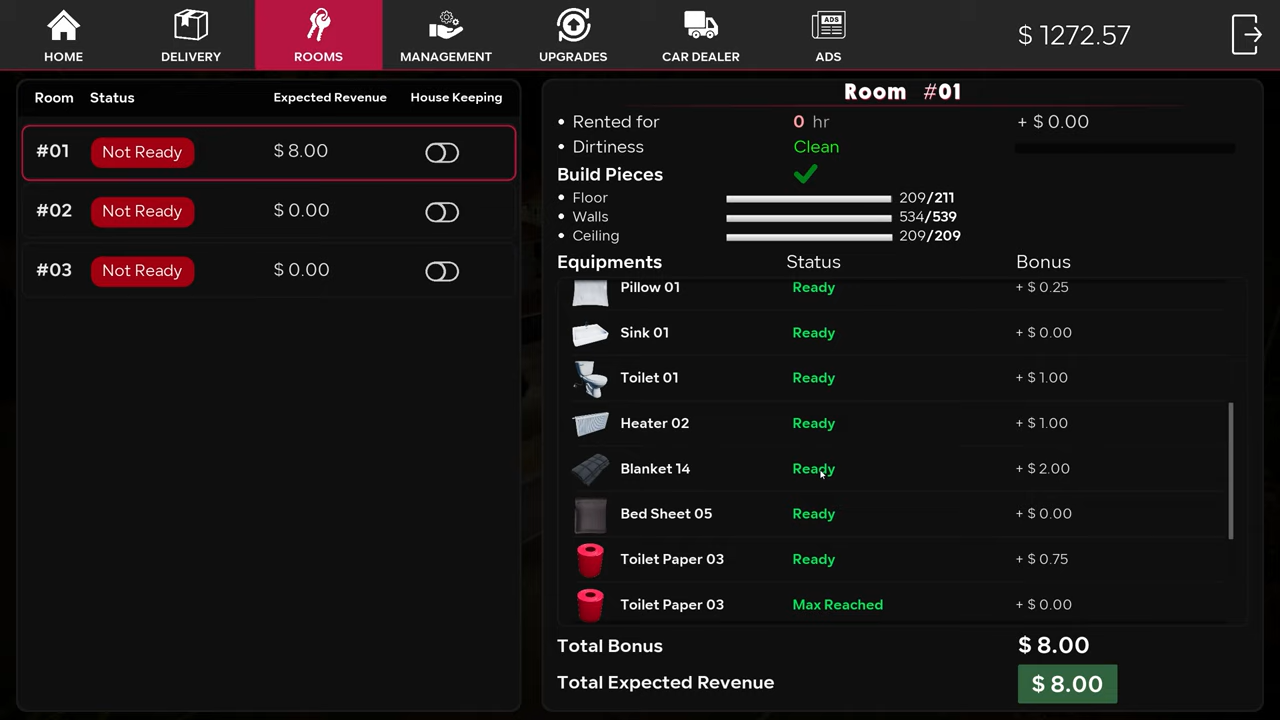 HOME DELIVERY ROOMS MANAGEMENT UPGRADES CAR DEALER ADS $ 1272.57
ADS
Room Status Expected Revenue House Keeping
#01 Not Ready $ 8.00
#02 Not Ready $ 0.00
#03 Not Ready $ 0.00
Room #01
• Rented for 0 hr + $ 0.00
• Dirtiness Clean
Build Pieces
• Floor 209/211
• Walls 534/539
• Ceiling 209/209
Equipments Status Bonus
Pillow 01 Ready + $ 0.25
Sink 01 Ready + $ 0.00
Toilet 01 Ready + $ 1.00
Heater 02 Ready + $ 1.00
Blanket 14 Ready + $ 2.00
Bed Sheet 05 Ready + $ 0.00
Toilet Paper 03 Ready + $ 0.75
Toilet Paper 03 Max Reached + $ 0.00
Total Bonus $ 8.00
Total Expected Revenue $ 8.00